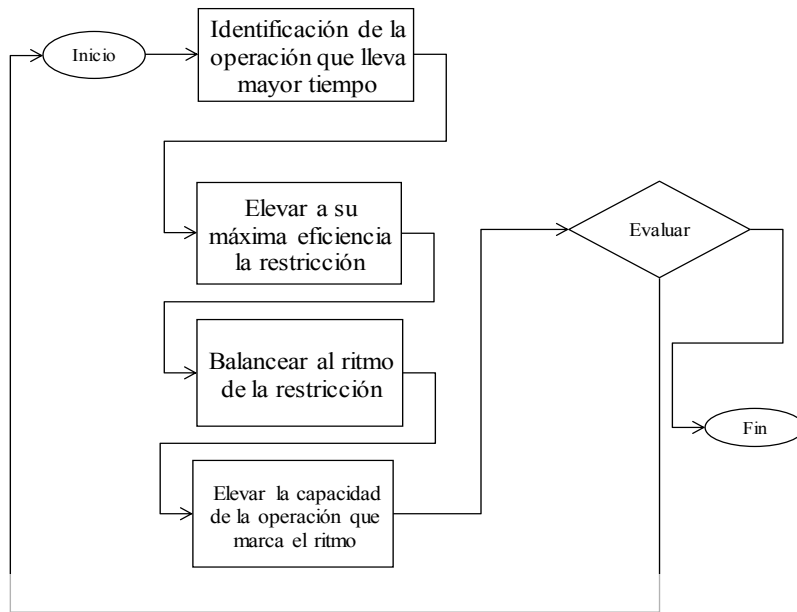 Inicio
Identificación de la
operación que lleva
mayor tiempo
Elevar a su
máxima eficiencia
la restricción
Evaluar
Balancear al ritmo
de la restricción
Fin
Elevar la capacidad
de la operación que
marca el ritmo